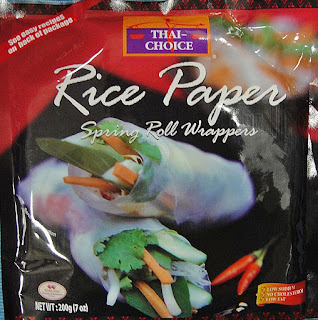 See easy recipes
on back of package
THAI-
CHOICE
Rice Paper
Spring Roll Wrappers
NET WT: 200g (7 oz)
LOW SODIUM
NO CHOLESTEROL
LOW FAT